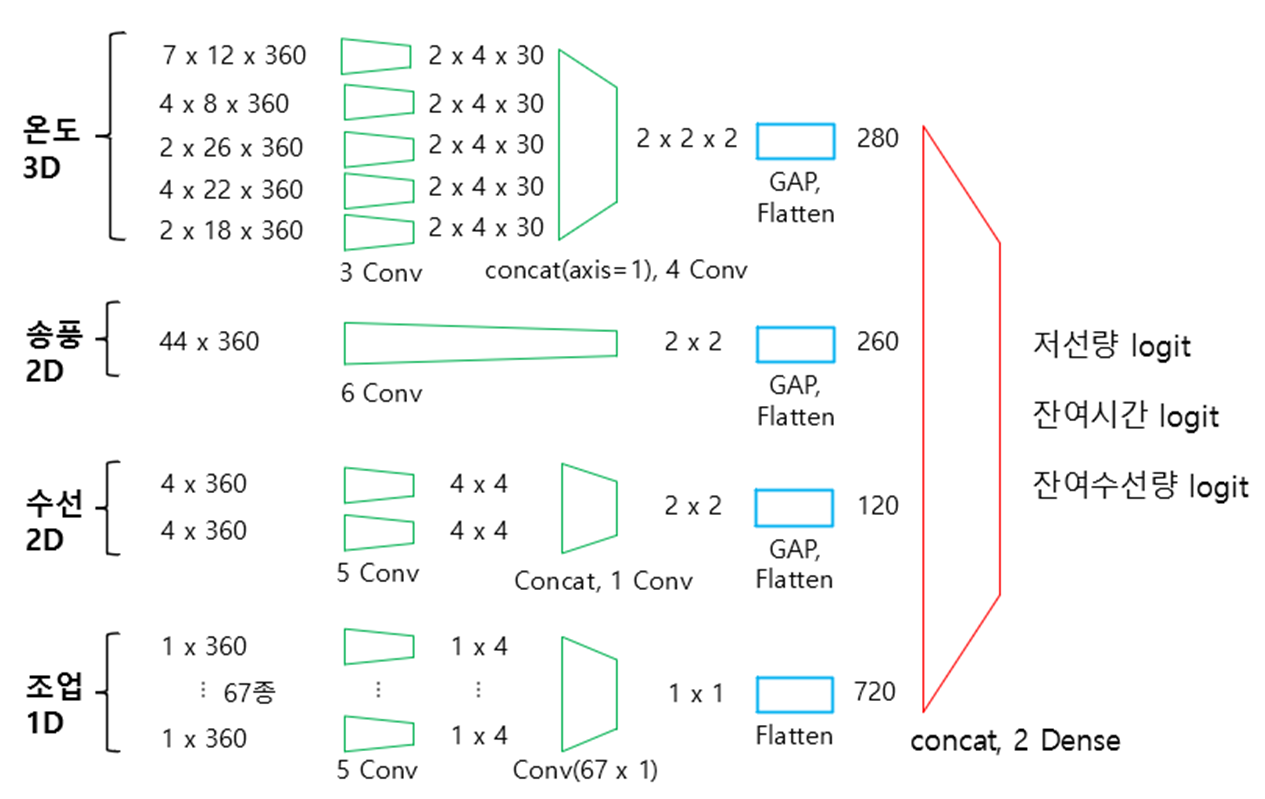 온도
3D
7 x 12 x 360
4 x 8 x 360
2 x 26 x 360
4 x 22 x 360
2 x 18 x 360
3 Conv
2 x 4 x 30
2 x 4 x 30
2 x 4 x 30
2 x 4 x 30
2 x 4 x 30
concat(axis=1), 4 Conv
2 x 2 x 2
GAP,
Flatten
280
송풍
2D
44 x 360
6 Conv
2 x 2
GAP,
Flatten
260
수선
2D
4 x 360
4 x 360
5 Conv
4 x 4
4 x 4
Concat, 1 Conv
2 x 2
GAP,
Flatten
120
조업
1D
1 x 360
⋮ 67종
1 x 360
⋮
5 Conv
1 x 4
⋮
1 x 4
Conv(67 x 1)
1 x 1
Flatten
720
concat, 2 Dense
저선량 logit
잔여시간 logit
잔여수선량 logit